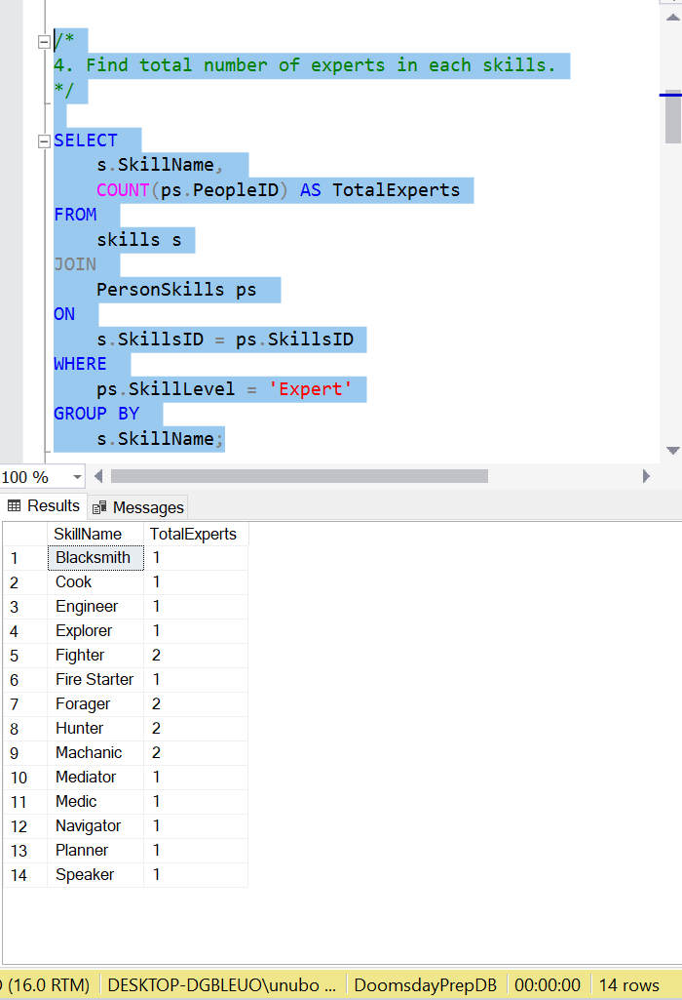 /*
4. Find total number of experts in each skills.
*/
SELECT
s.SkillName,
COUNT(ps.PeopleID) AS TotalExperts
FROM
skills s
JOIN
PersonSkills ps
ON
s.SkillsID = ps.SkillsID
WHERE
ps.SkillLevel = 'Expert'
GROUP BY
s.SkillName;
100 %
Results Messages
SkillName TotalExperts
1 Blacksmith 1
2 Cook 1
3 Engineer 1
4 Explorer 1
5 Fighter 2
6 Fire Starter 1
7 Forager 2
8 Hunter 2
9 Machanic 2
10 Mediator 1
11 Medic 1
12 Navigator 1
13 Planner 1
14 Speaker 1
(16.0 RTM) DESKTOP-DGBLEUO\unubo ... DoomsdayPrepDB 00:00:00 14 rows